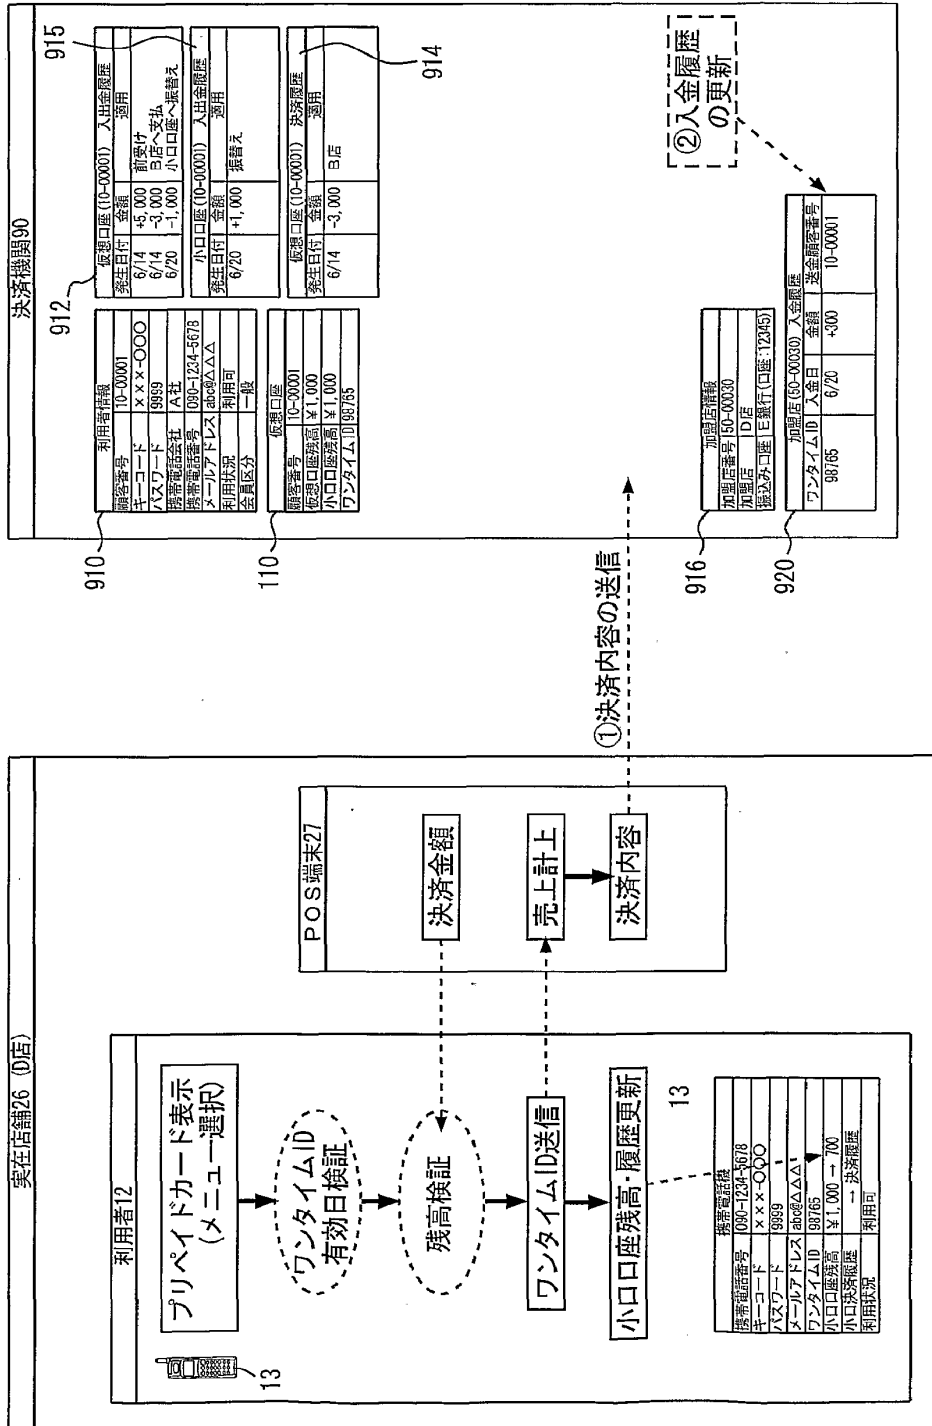 実在店舗26 (D店)
利用者12
13
プリペイドカード表示
(メニュー選択)
ワンタイムID
有効日検証
残高検証
ワンタイムID送信
小口口座残高・履歴更新
13
携帯電話機
携帯電話番号 090-1234-5678
キーコード ×××-○○○
パスワード 9999
メールアドレス abc@△△△
ワンタイムID 98765
小口口座残高 ¥1,000 → 700
小口決済履歴 → 決済履歴
利用状況 利用可
POS端末27
決済金額
売上計上
決済内容
①決済内容の送信
決済機関90
910
利用者情報
顧客番号 10-00001
キーコード ×××-○○○
パスワード 9999
携帯電話会社 A社
携帯電話番号 090-1234-5678
メールアドレス abc@△△△
利用状況 利用可
会員区分 一般
110
仮想口座
顧客番号 10-00001
仮想口座残高 ¥1,000
小口口座残高 ¥1,000
ワンタイムID 98765
912
仮想口座(10-00001) 入出金履歴
発生日付 金額 適用
6/14 +5,000 前受け
6/14 -3,000 B店へ支払
6/20 -1,000 小口口座へ振替え
915
小口口座(10-00001) 入出金履歴
発生日付 金額 適用
6/20 +1,000 振替え
914
仮想口座(10-00001) 決済履歴
発生日付 金額 適用
6/14 -3,000 B店
916
加盟店情報
加盟店番号 50-00030
加盟店 D店
振込み口座 E銀行(口座:12345)
920
加盟店(50-00030) 入金履歴
ワンタイムID 入金日 金額 送金顧客番号
98765 6/20 +300 10-00001
②入金履歴
の更新